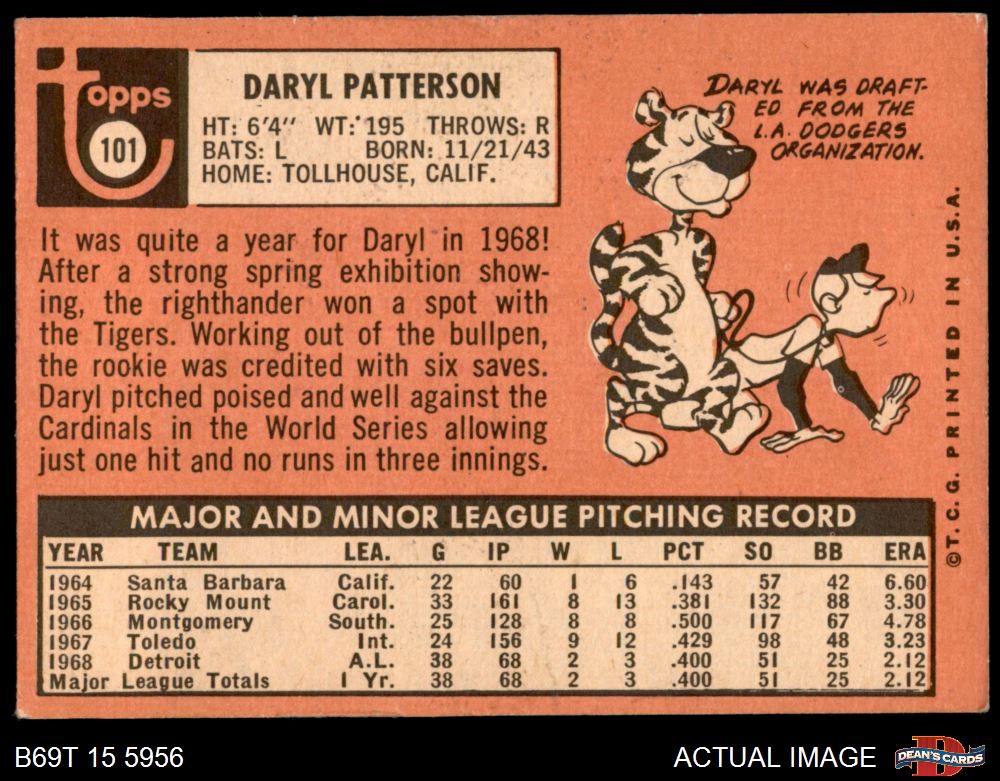 Topps
101
DARYL PATTERSON
HT: 6'4" WT: 195 THROWS: R
BATS: L BORN: 11/21/43
HOME: TOLLHOUSE, CALIF.
It was quite a year for Daryl in 1968!
After a strong spring exhibition show-
ing, the righthander won a spot with
the Tigers. Working out of the bullpen,
the rookie was credited with six saves.
Daryl pitched poised and well against the
Cardinals in the World Series allowing
just one hit and no runs in three innings.
DARYL WAS DRAFT-
ED FROM THE
L.A. DODGERS
ORGANIZATION.
©T.C.G. PRINTED IN U.S.A.
MAJOR AND MINOR LEAGUE PITCHING RECORD
YEAR TEAM LEA. G IP W L PCT SO BB ERA
1964 Santa Barbara Calif. 22 60 1 6 .143 57 42 6.60
1965 Rocky Mount Carol. 33 161 8 13 .381 132 88 3.30
1966 Montgomery South. 25 128 8 8 .500 117 67 4.78
1967 Toledo Int. 24 156 9 12 .429 98 48 3.23
1968 Detroit A.L. 38 68 2 3 .400 51 25 2.12
Major League Totals 1 Yr. 38 68 2 3 .400 51 25 2.12
B69T 15 5956
ACTUAL IMAGE
D
DEAN'S CARDS